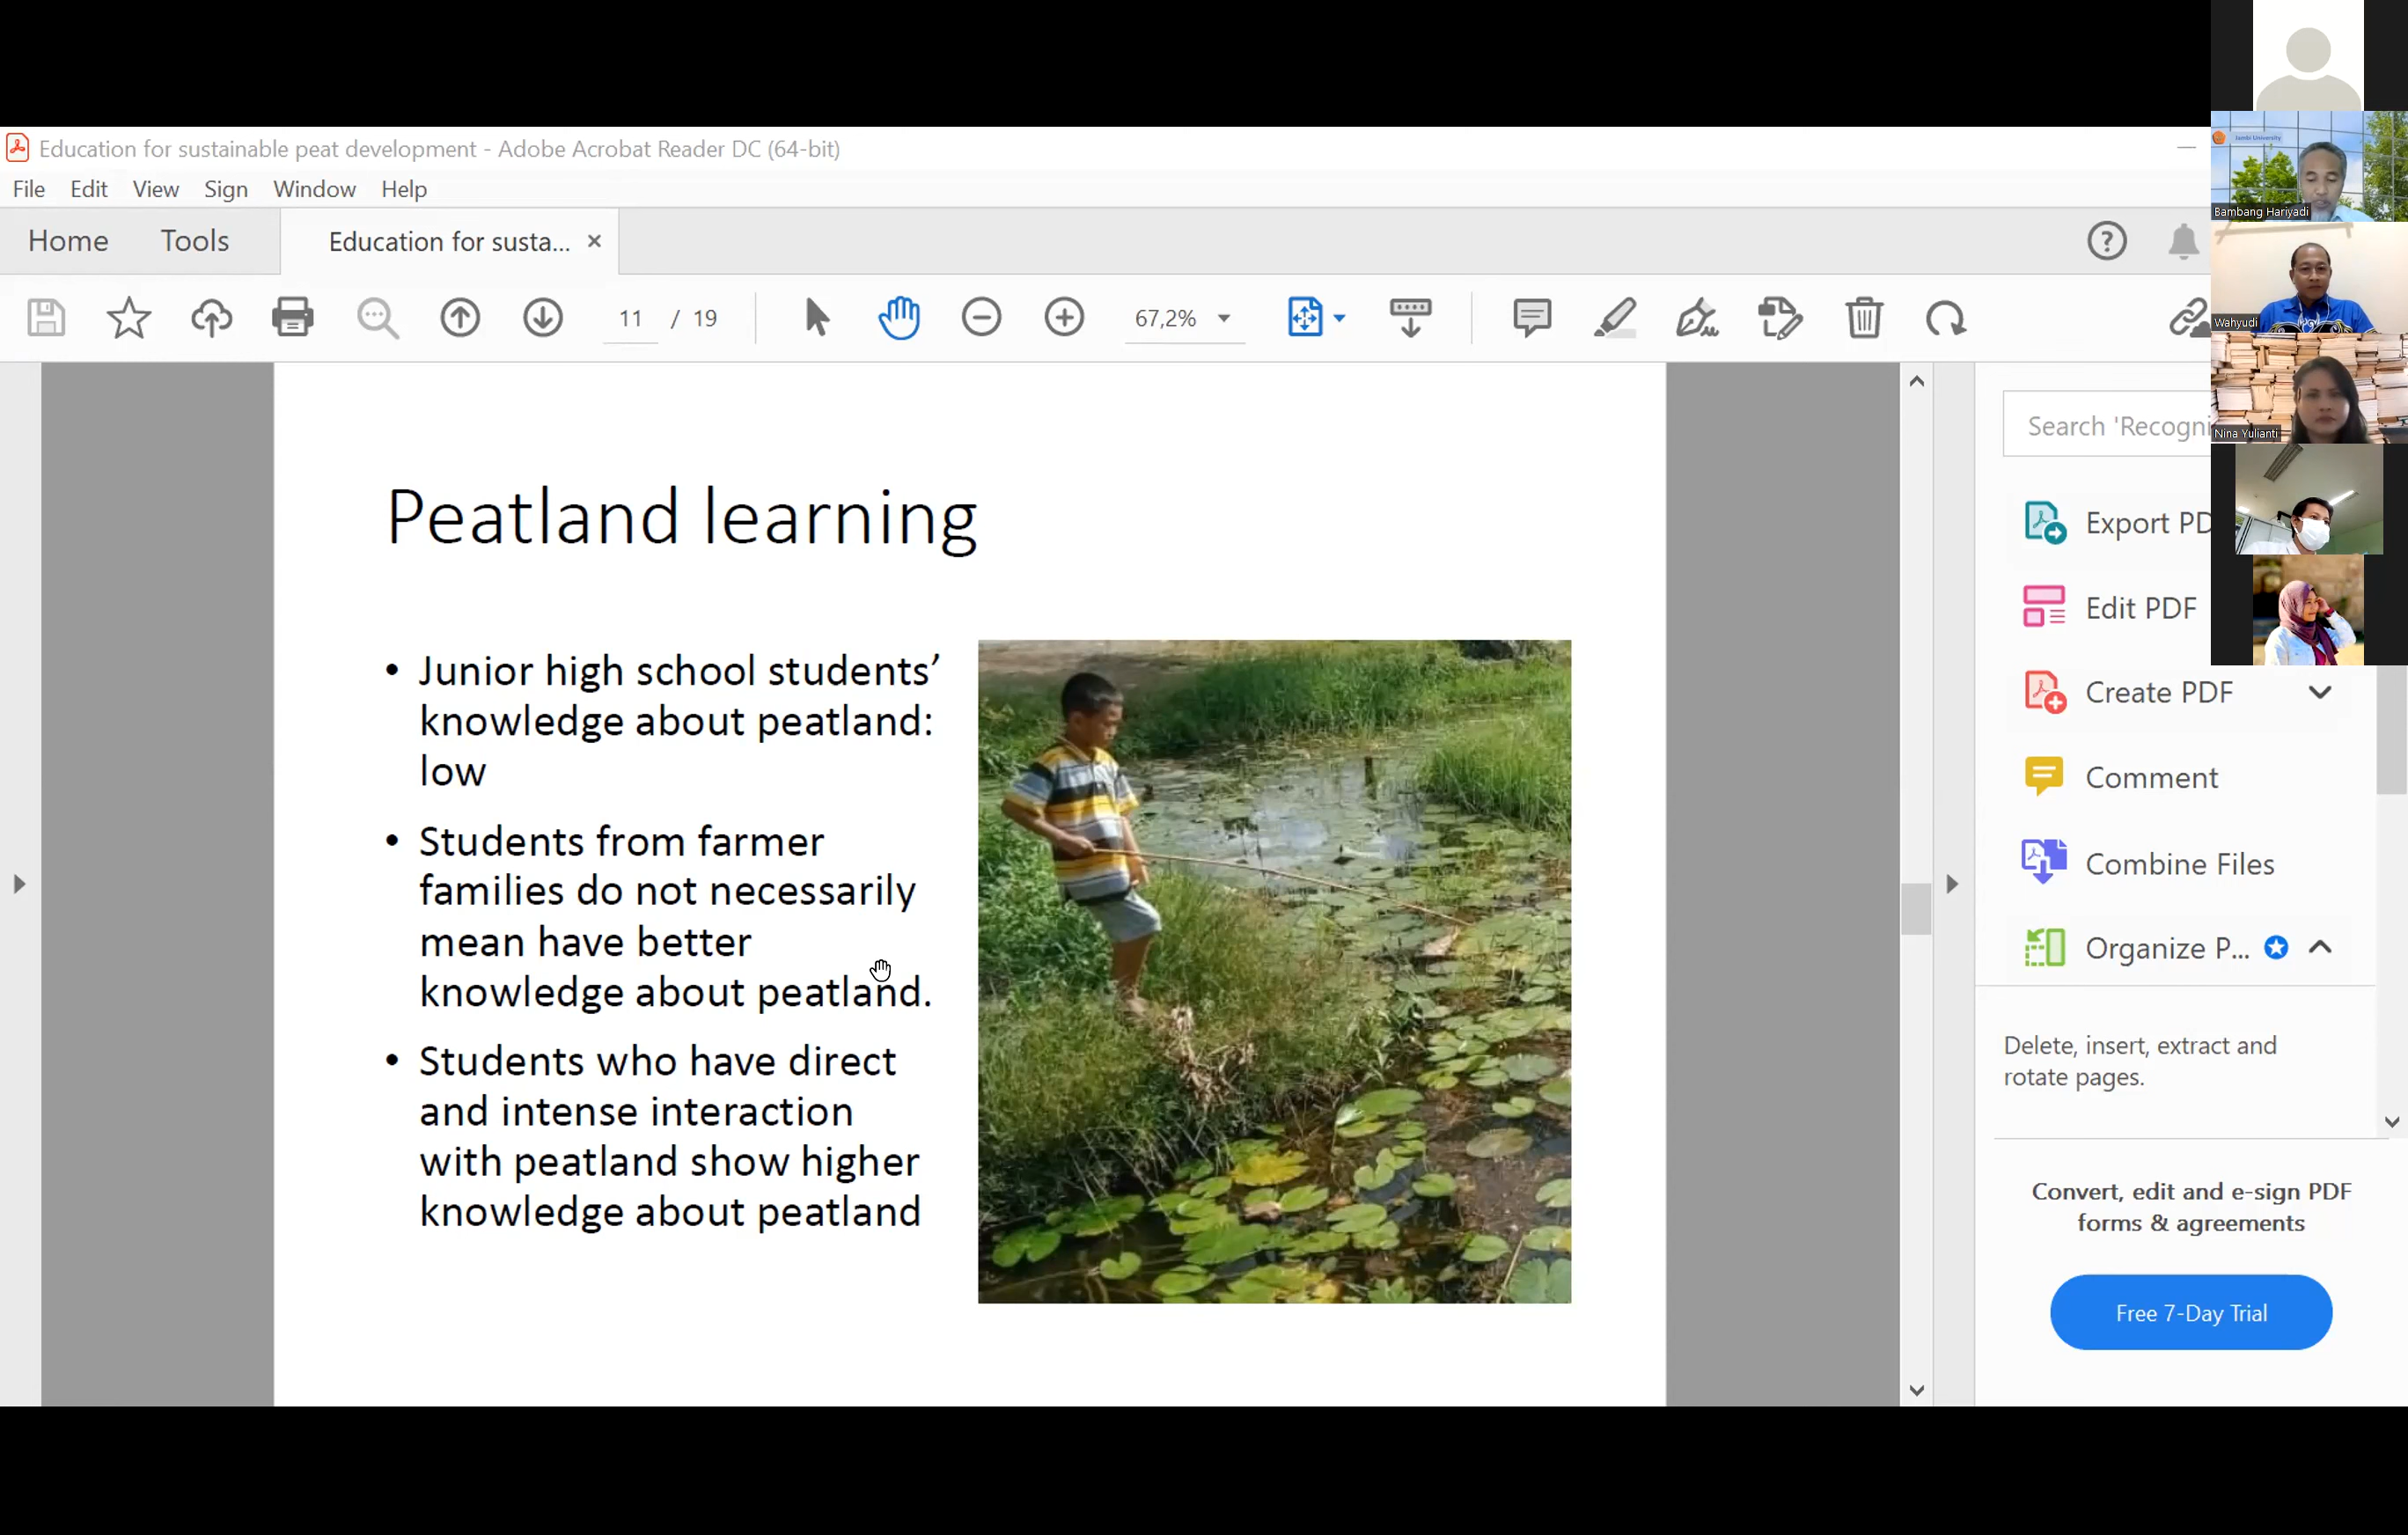 Education for sustainable peat development - Adobe Acrobat Reader DC (64-bit)
File Edit View Sign Window Help
Home Tools Education for susta...
11 / 19 67,2%
Search 'Recogni
Peatland learning
• Junior high school students’
knowledge about peatland:
low
• Students from farmer
families do not necessarily
mean have better
knowledge about peatland.
• Students who have direct
and intense interaction
with peatland show higher
knowledge about peatland
Export PD
Edit PDF
Create PDF
Comment
Combine Files
Organize P...
Delete, insert, extract and
rotate pages.
Convert, edit and e-sign PDF
forms & agreements
Free 7-Day Trial
Jambi University
Bambang Hariyadi
Wahyudi
Nina Yulianti